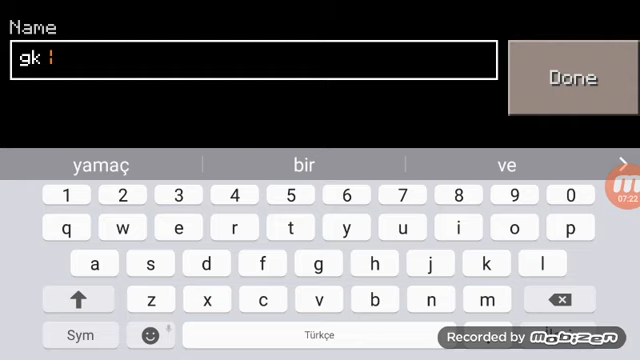 Name
gk
Done
yamaç bir ve
1 2 3 4 5 6 7 8 9 0
07:22
q w e r t y u i o p
a s d f g h j k l
z x c v b n m
Sym Türkçe
Recorded by mobizen